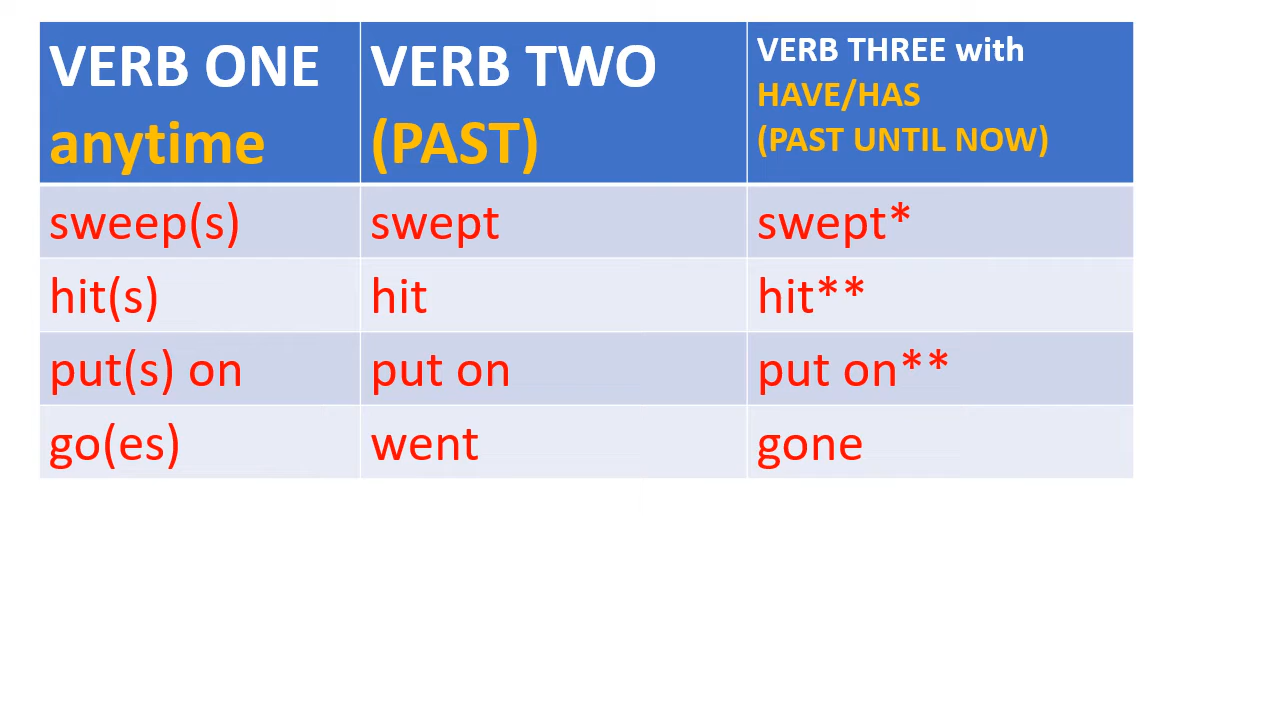 VERB ONE
anytime
VERB TWO
(PAST)
VERB THREE with
HAVE/HAS
(PAST UNTIL NOW)
sweep(s)
swept
swept*
hit(s)
hit
hit**
put(s) on
put on
put on**
go(es)
went
gone